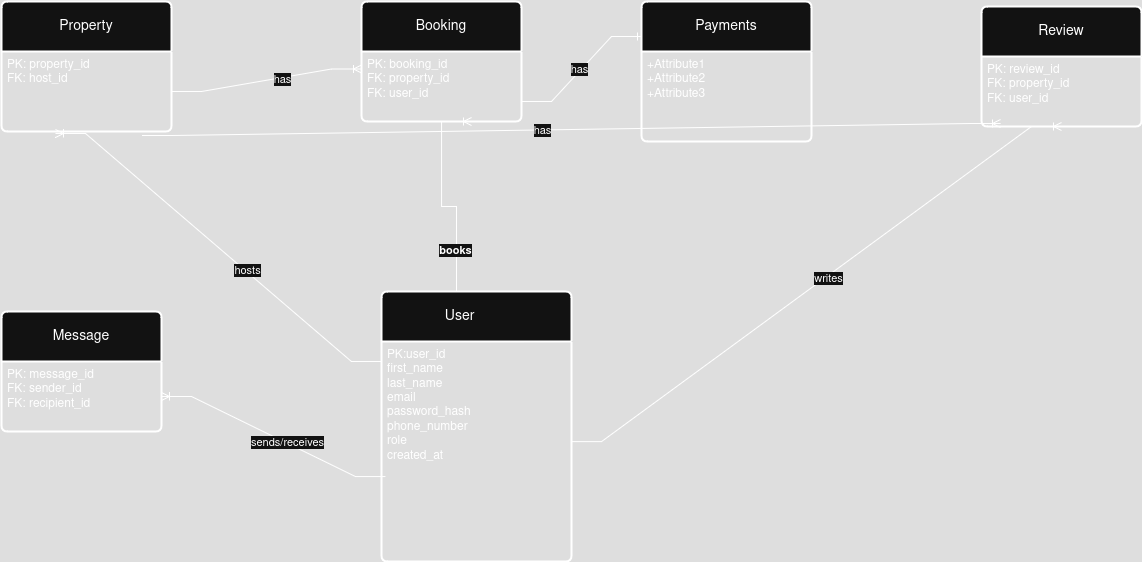 Property
PK: property_id
FK: host_id
Booking
PK: booking_id
FK: property_id
FK: user_id
Payments
+Attribute1
+Attribute2
+Attribute3
Review
PK: review_id
FK: property_id
FK: user_id
has
has
has
hosts
books
writes
Message
PK: message_id
FK: sender_id
FK: recipient_id
sends/receives
User
PK:user_id
first_name
last_name
email
password_hash
phone_number
role
created_at